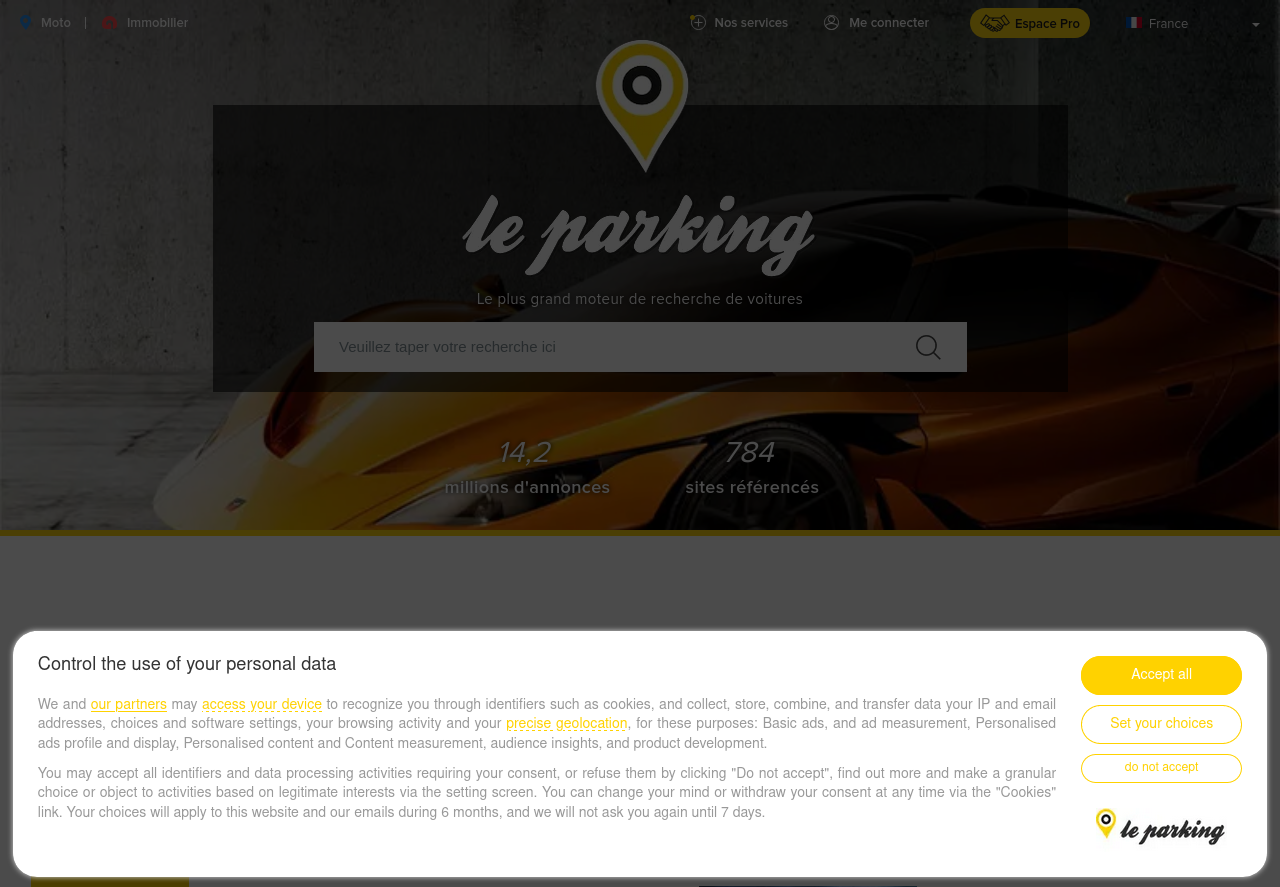 Moto | Immobilier Nos services Me connecter Espace Pro France
le parking
Le plus grand moteur de recherche de voitures
Veuillez taper votre recherche ici
14,2 784
millions d'annonces sites référencés
Control the use of your personal data
We and our partners may access your device to recognize you through identifiers such as cookies, and collect, store, combine, and transfer data your IP and email
addresses, choices and software settings, your browsing activity and your precise geolocation, for these purposes: Basic ads, and ad measurement, Personalised
ads profile and display, Personalised content and Content measurement, audience insights, and product development.
You may accept all identifiers and data processing activities requiring your consent, or refuse them by clicking "Do not accept", find out more and make a granular
choice or object to activities based on legitimate interests via the setting screen. You can change your mind or withdraw your consent at any time via the "Cookies"
link. Your choices will apply to this website and our emails during 6 months, and we will not ask you again until 7 days.
Accept all
Set your choices
do not accept
le parking